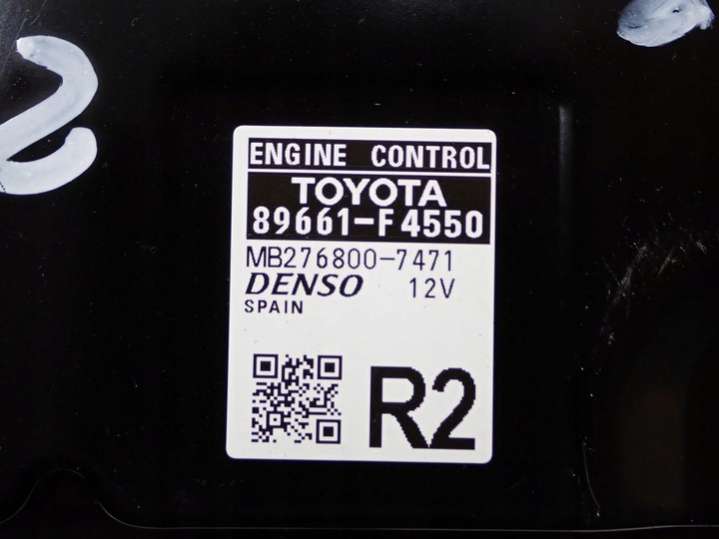 ENGINE CONTROL
TOYOTA
89661-F4550
MB276800-7471
DENSO 12V
SPAIN
R2